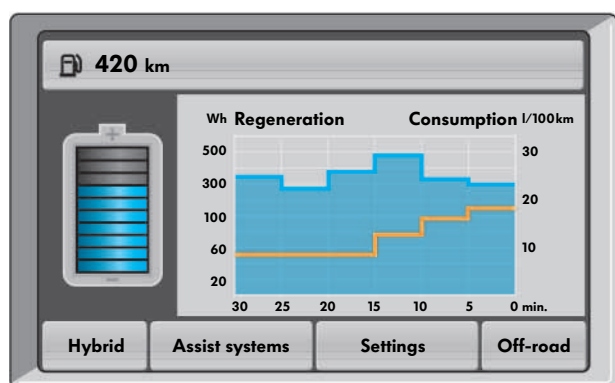 420 km
Wh Regeneration Consumption l/100km
500 30
300
20
100
60 10
20
30 25 20 15 10 5 0 min.
Hybrid Assist systems Settings Off-road